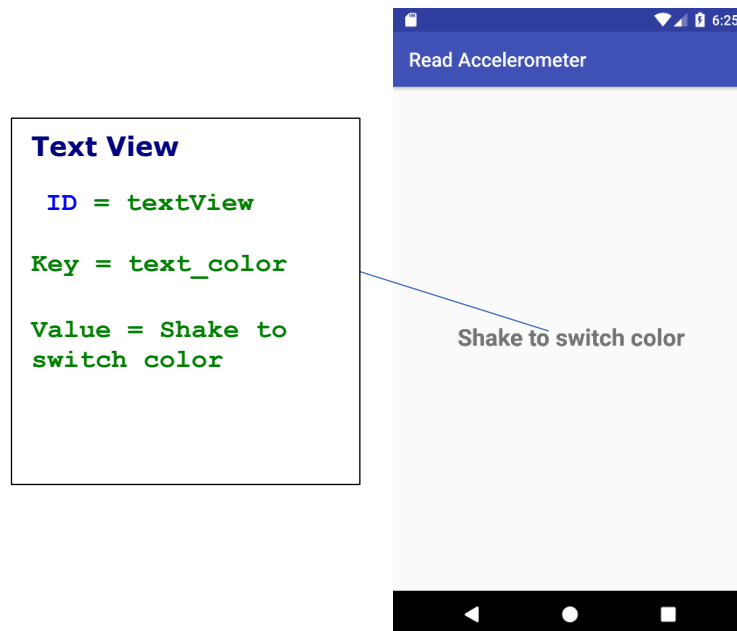 6:25
Read Accelerometer
Text View
ID = textView
Key = text_color
Value = Shake to
switch color
Shake to switch color